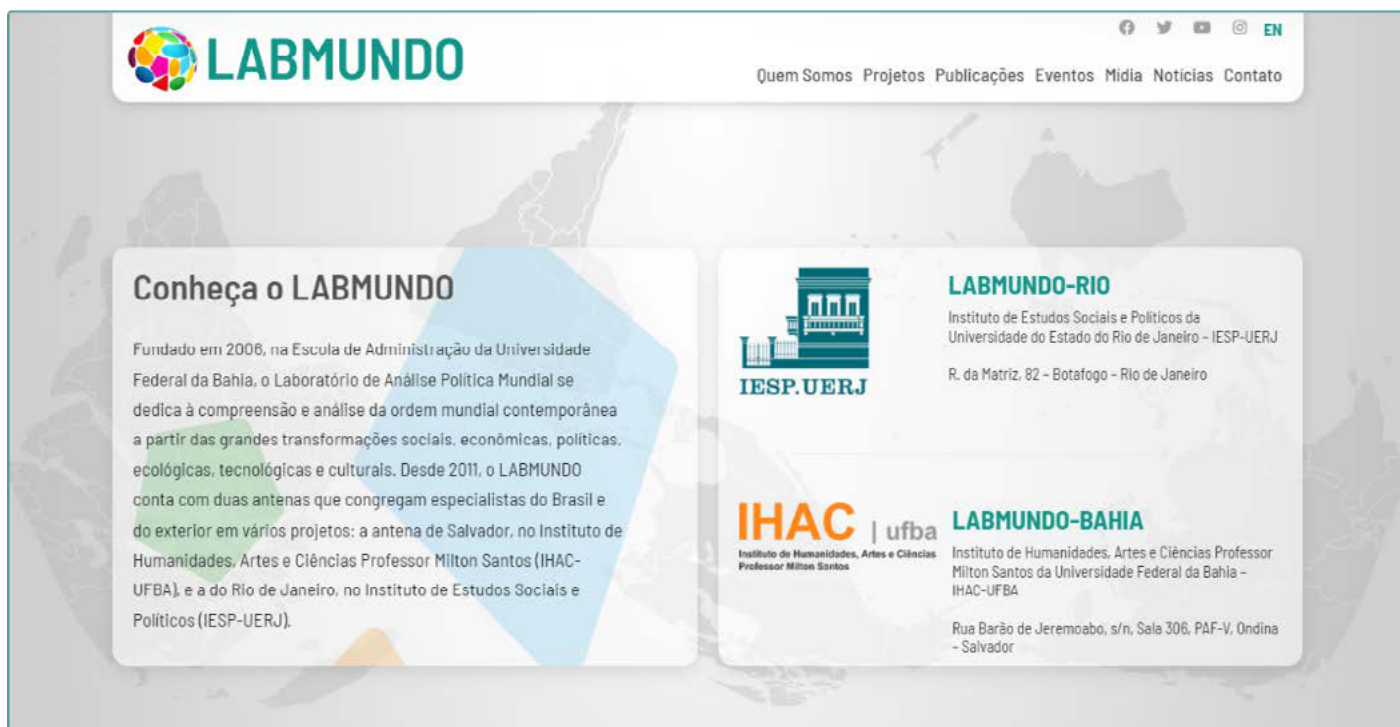 EN
LABMUNDO
Quem Somos Projetos Publicações Eventos Mídia Notícias Contato
Conheça o LABMUNDO
Fundado em 2006, na Escola de Administração da Universidade
Federal da Bahia, o Laboratório de Análise Política Mundial se
dedica à compreensão e análise da ordem mundial contemporânea
a partir das grandes transformações sociais, econômicas, políticas,
ecológicas, tecnológicas e culturais. Desde 2011, o LABMUNDO
conta com duas antenas que congregam especialistas do Brasil e
do exterior em vários projetos: a antena de Salvador, no Instituto de
Humanidades, Artes e Ciências Professor Milton Santos (IHAC-
UFBA), e a do Rio de Janeiro, no Instituto de Estudos Sociais e
Políticos (IESP-UERJ).
IESP.UERJ
LABMUNDO-RIO
Instituto de Estudos Sociais e Políticos da
Universidade do Estado do Rio de Janeiro – IESP-UERJ
R. da Matriz, 82 – Botafogo – Rio de Janeiro
IHAC | ufba
Instituto de Humanidades, Artes e Ciências
Professor Milton Santos
LABMUNDO-BAHIA
Instituto de Humanidades, Artes e Ciências Professor
Milton Santos da Universidade Federal da Bahia –
IHAC-UFBA
Rua Barão de Jeremoabo, s/n, Sala 306, PAF-V, Ondina
– Salvador